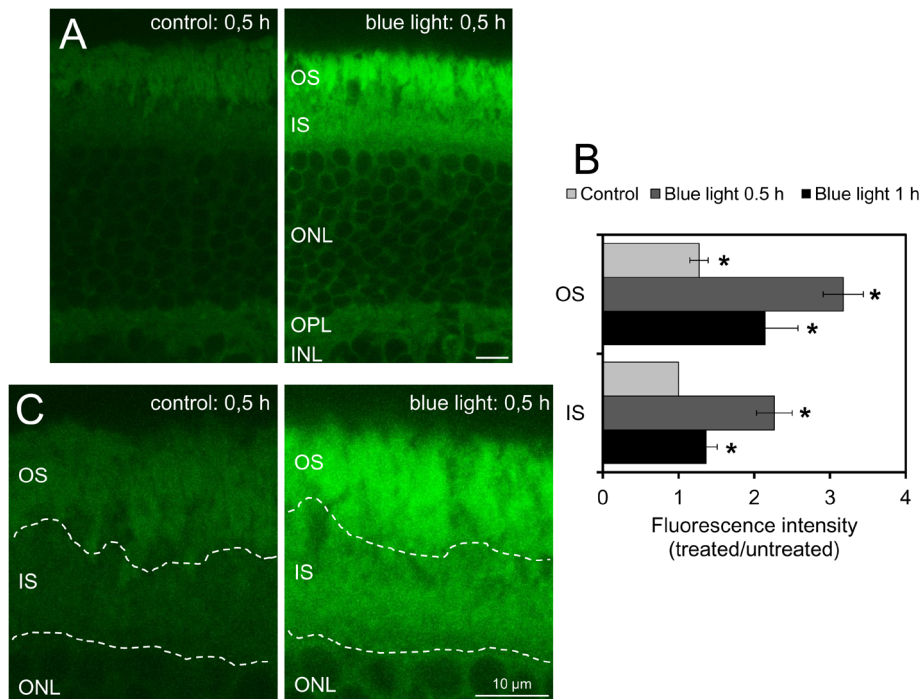 A
control: 0,5 h
blue light: 0,5 h
OS
IS
ONL
OPL
INL
B
Control
Blue light 0.5 h
Blue light 1 h
OS
*
*
*
IS
*
*
0 1 2 3 4
Fluorescence intensity
(treated/untreated)
C
control: 0,5 h
blue light: 0,5 h
OS
OS
IS
IS
ONL
ONL
10 µm